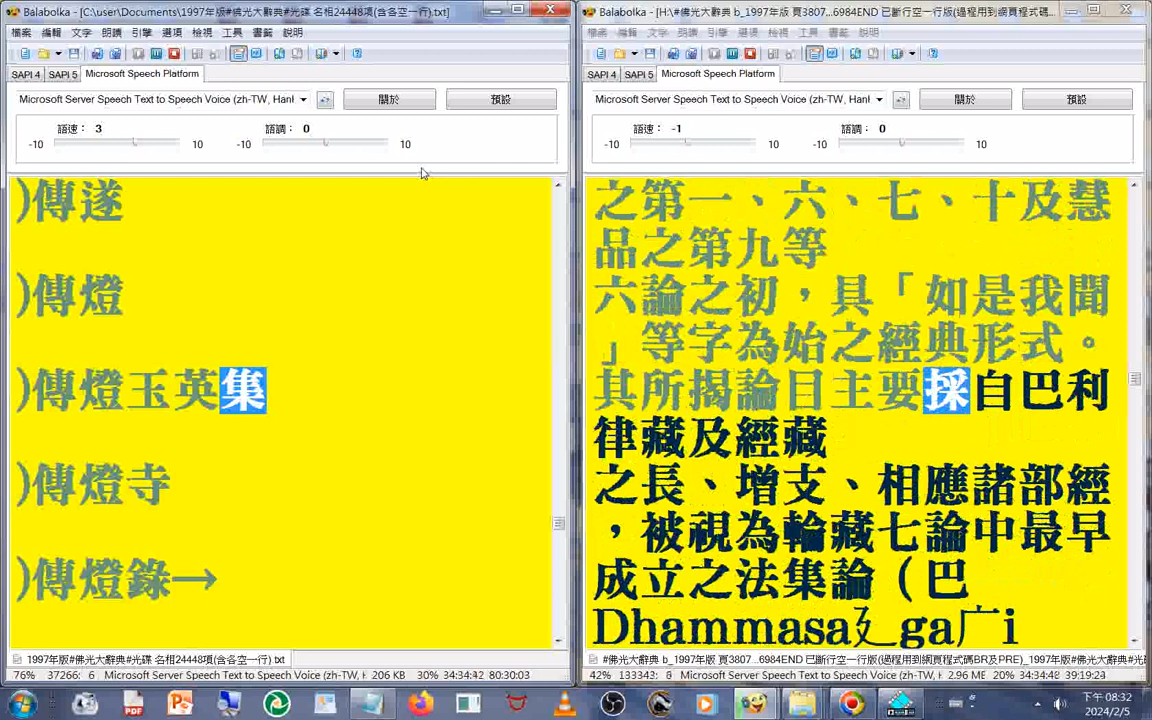 Balabolka - [C:\user\Documents\1997年版#佛光大辭典#光碟 名相24448項(含各空一行).txt]
檔案 編輯 文字 朗讀 引擎 選項 檢視 工具 書籤 說明
SAPI 4 SAPI 5 Microsoft Speech Platform
Microsoft Server Speech Text to Speech Voice (zh-TW, Hanl
關於 預設
語速： 3 語調： 0
-10 10 -10 10
)傳遂
)傳燈
)傳燈玉英集
)傳燈寺
)傳燈錄→
1997年版#佛光大辭典#光碟 名相24448項(含各空一行).txt
76% 37296: 6 Microsoft Server Speech Text to Speech Voice (zh-TW, H 206 KB 30% 34:34:42 80:30:03
Balabolka - [H:\#佛光大辭典 b_1997年版 頁3807...6984END 已斷行空一行版(過程用到網頁程式碼...
檔案 編輯 文字 朗讀 引擎 選項 檢視 工具 書籤 說明
SAPI 4 SAPI 5 Microsoft Speech Platform
Microsoft Server Speech Text to Speech Voice (zh-TW, Hanl
關於 預設
語速： -1 語調： 0
-10 10 -10 10
之第一、六、七、十及慧
品之第九等
六論之初，具「如是我聞
」等字為始之經典形式。
其所揭論目主要採自巴利
律藏及經藏
之長、增支、相應諸部經
，被視為輪藏七論中最早
成立之法集論（巴
Dhammasa廴ga广i
#佛光大辭典 b_1997年版 頁3807...6984END 已斷行空一行版(過程用到網頁程式碼BR及PRE)_1997年版#佛光
42% 133342: 8 Microsoft Server Speech Text to Speech Voice (zh-TW, H 2.96 ME 20% 34:34:48 39:19:24
下午 08:32
2024/2/5